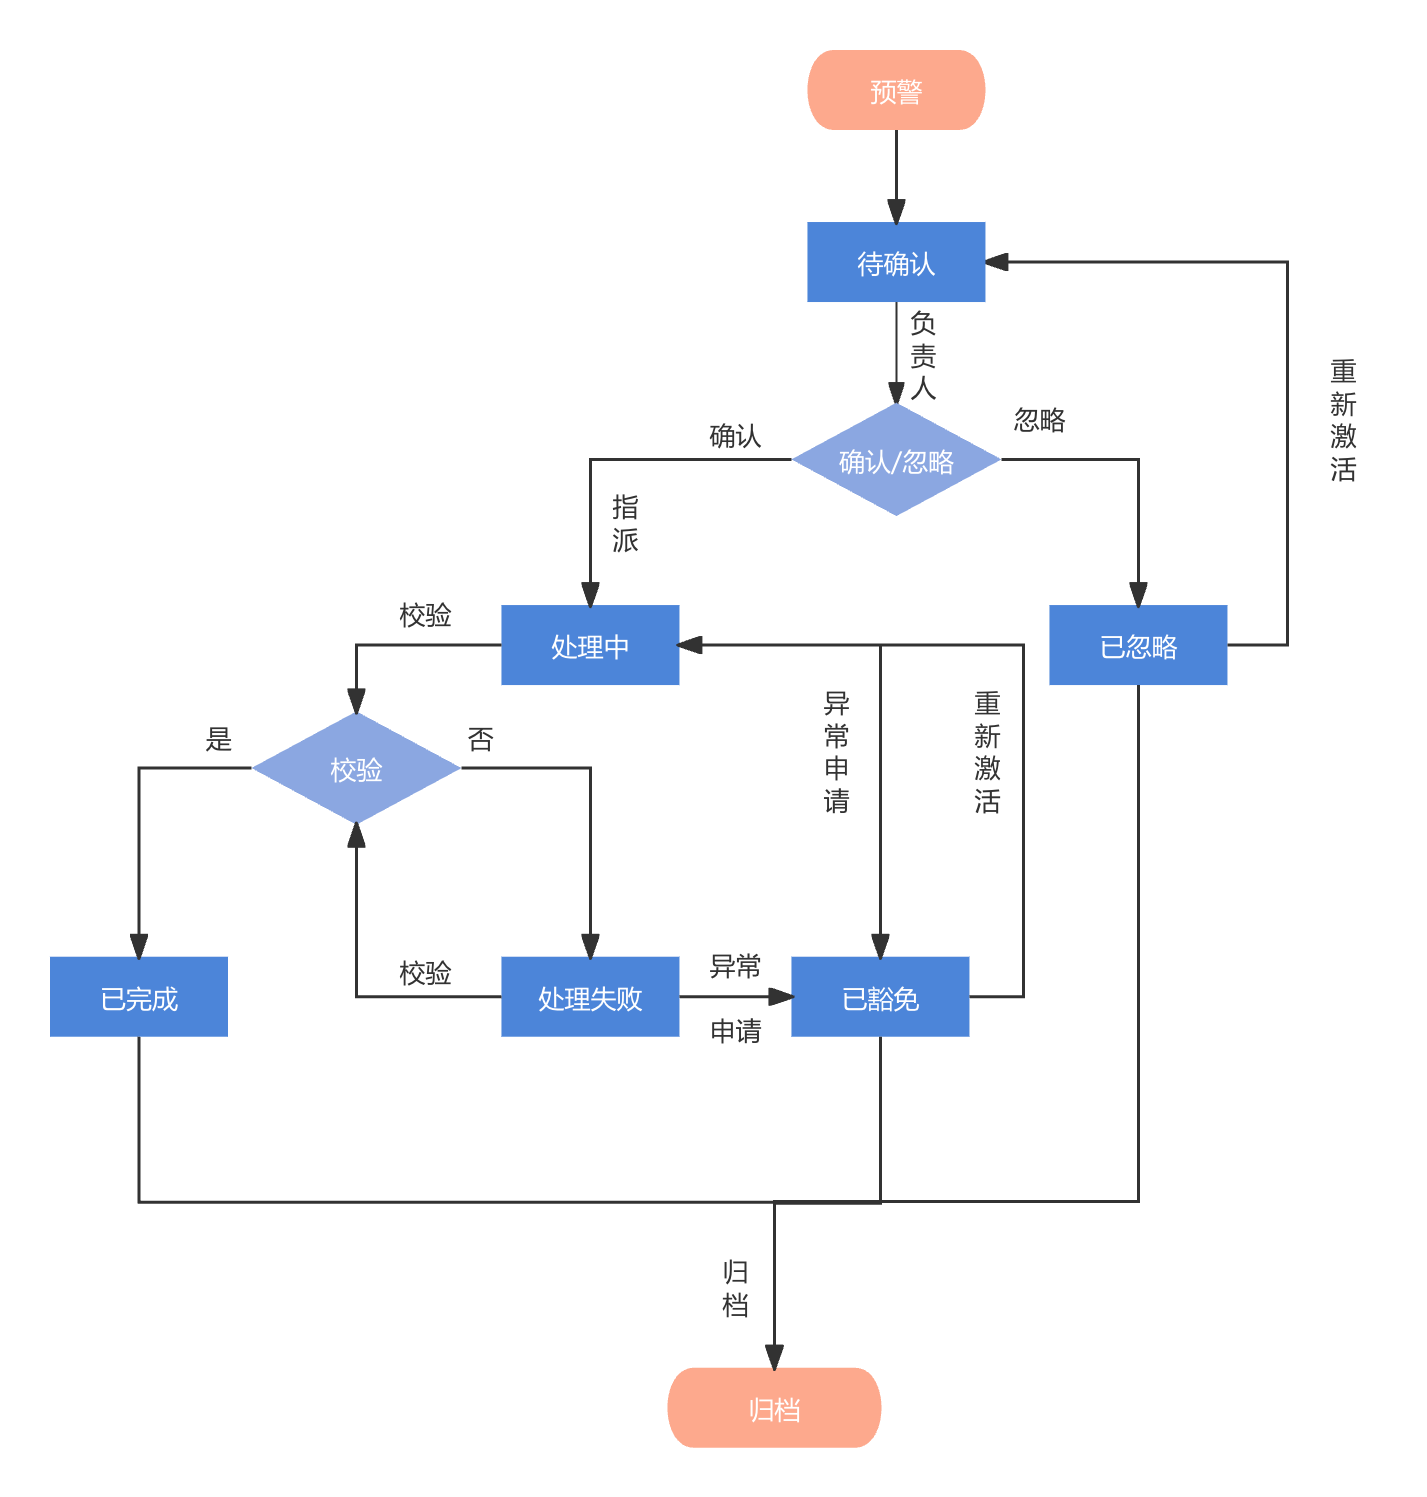 预警
待确认
负责人
确认/忽略
确认
忽略
重新激活
指派
处理中
已忽略
校验
校验
是
否
异常申请
重新激活
已完成
校验
处理失败
异常
申请
已豁免
归档
归档